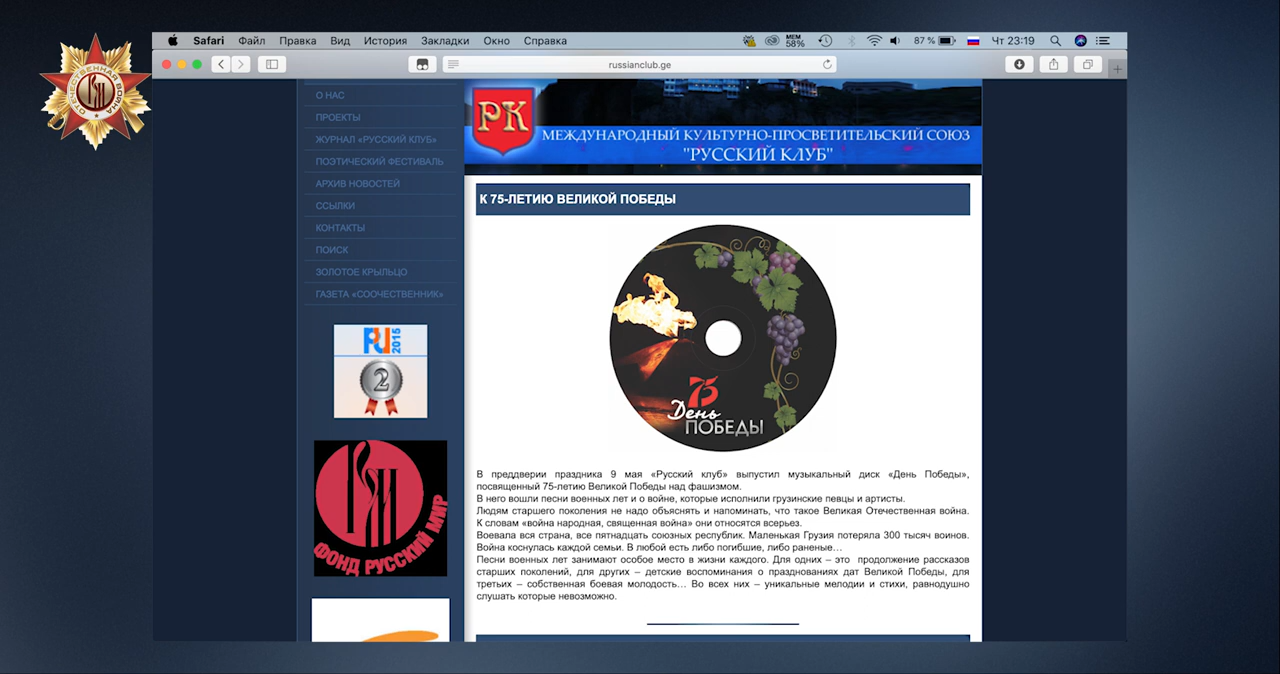 ОТЕЧЕСТВЕННАЯ ВОЙНА
Safari Файл Правка Вид История Закладки Окно Справка MEM 58% 87 % Чт 23:19
russianclub.ge
О НАС
ПРОЕКТЫ
ЖУРНАЛ «РУССКИЙ КЛУБ»
ПОЭТИЧЕСКИЙ ФЕСТИВАЛЬ
АРХИВ НОВОСТЕЙ
ССЫЛКИ
КОНТАКТЫ
ПОИСК
ЗОЛОТОЕ КРЫЛЬЦО
ГАЗЕТА «СООЧЕСТВЕННИК»
RU 2015
2
ФОНД РУССКИЙ МИР
РК
МЕЖДУНАРОДНЫЙ КУЛЬТУРНО-ПРОСВЕТИТЕЛЬСКИЙ СОЮЗ
"РУССКИЙ КЛУБ"
К 75-ЛЕТИЮ ВЕЛИКОЙ ПОБЕДЫ
75
День
ПОБЕДЫ
В преддверии праздника 9 мая «Русский клуб» выпустил музыкальный диск «День Победы»,
посвященный 75-летию Великой Победы над фашизмом.
В него вошли песни военных лет и о войне, которые исполнили грузинские певцы и артисты.
Людям старшего поколения не надо объяснять и напоминать, что такое Великая Отечественная война.
К словам «война народная, священная война» они относятся всерьез.
Воевала вся страна, все пятнадцать союзных республик. Маленькая Грузия потеряла 300 тысяч воинов.
Война коснулась каждой семьи. В любой есть либо погибшие, либо раненые…
Песни военных лет занимают особое место в жизни каждого. Для одних – это продолжение рассказов
старших поколений, для других – детские воспоминания о празднованиях дат Великой Победы, для
третьих – собственная боевая молодость… Во всех них – уникальные мелодии и стихи, равнодушно
слушать которые невозможно.